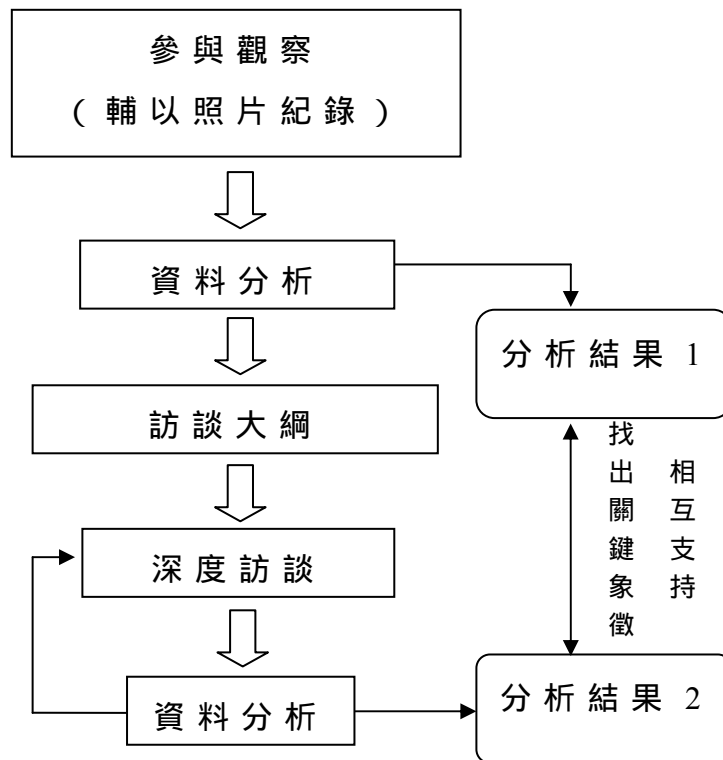 參與觀察
（輔以照片紀錄）
資料分析
分析結果 1
訪談大綱
找出關鍵象徵
相互支持
深度訪談
資料分析
分析結果 2